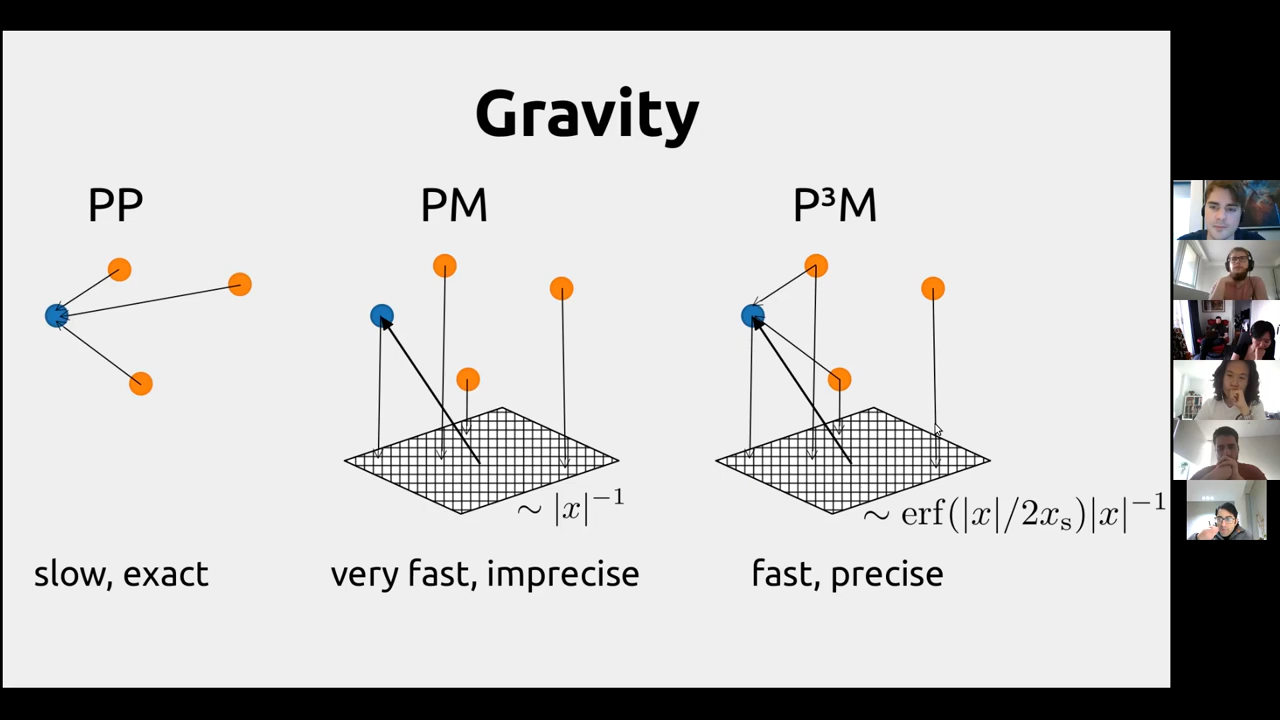 Gravity
PP
PM
P³M
~ |x|⁻¹
~ erf(|x|/2xₛ)|x|⁻¹
slow, exact
very fast, imprecise
fast, precise